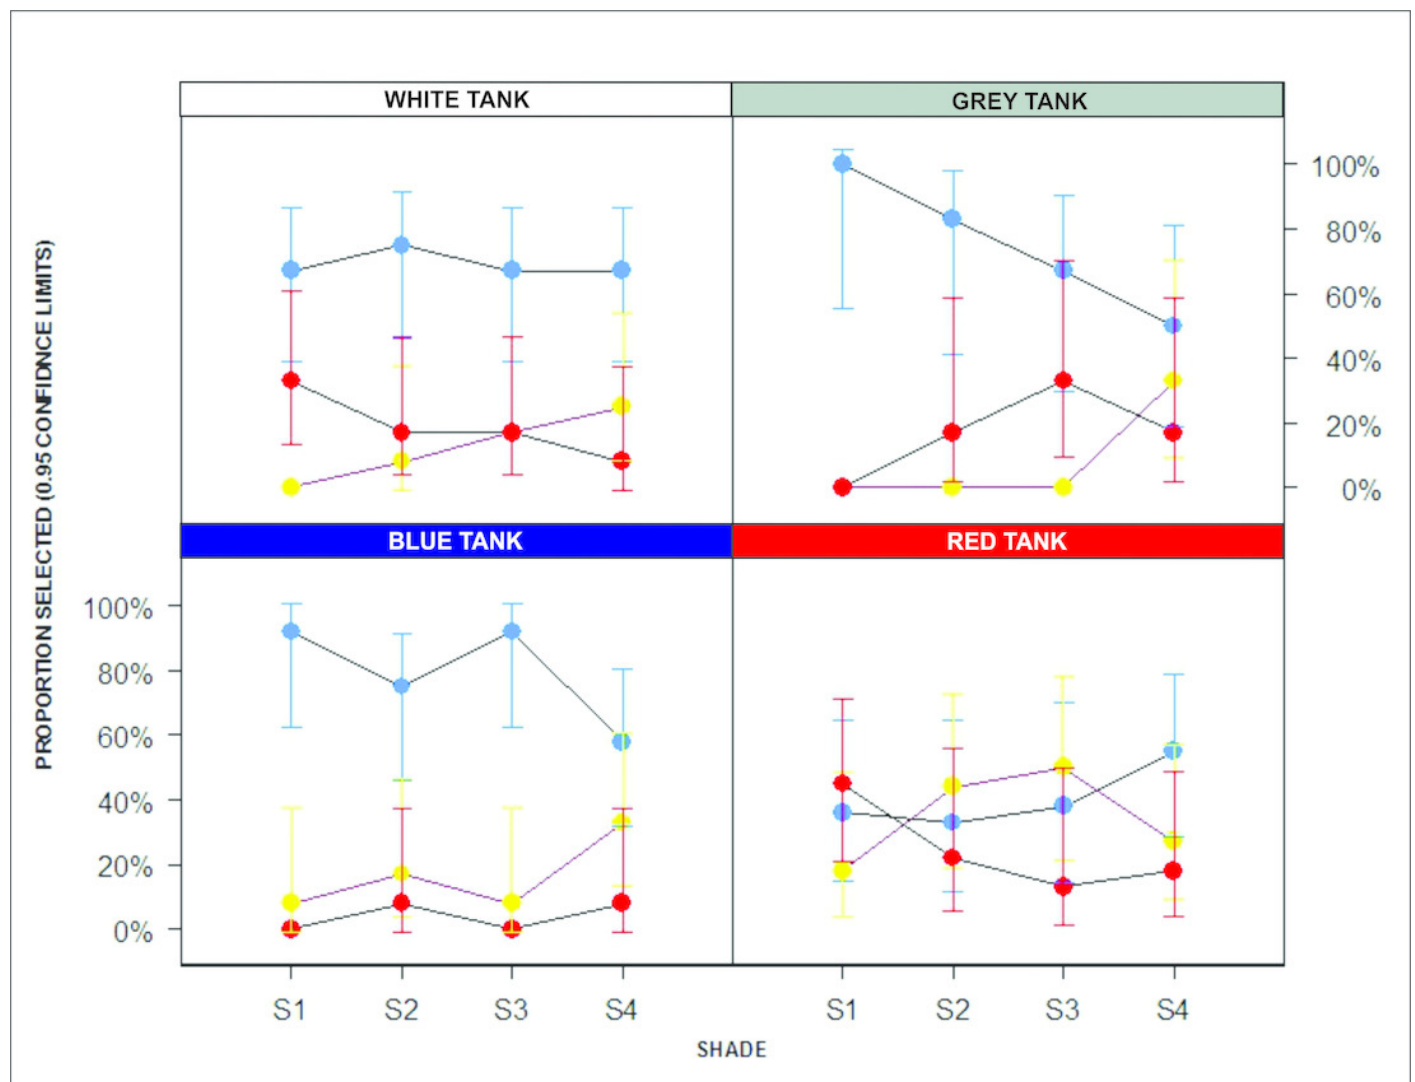 WHITE TANK
GREY TANK
100%
80%
60%
40%
20%
0%
PROPORTION SELECTED (0.95 CONFIDNCE LIMITS)
BLUE TANK
RED TANK
100%
80%
60%
40%
20%
0%
S1 S2 S3 S4 S1 S2 S3 S4
SHADE